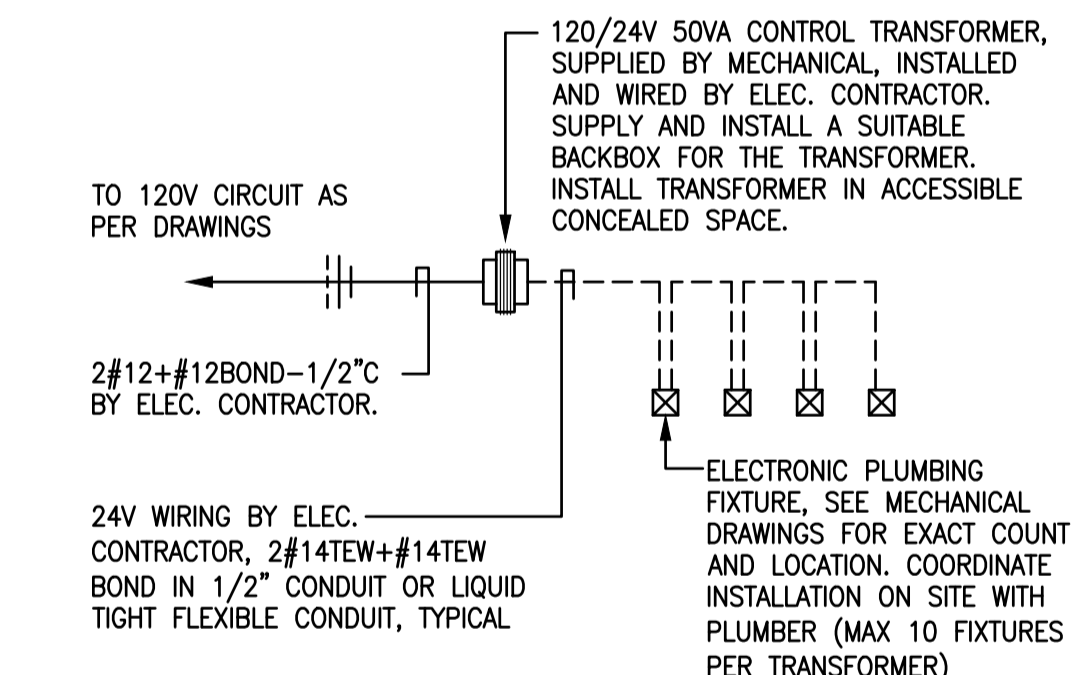 120/24V 50VA CONTROL TRANSFORMER,
SUPPLIED BY MECHANICAL, INSTALLED
AND WIRED BY ELEC. CONTRACTOR.
SUPPLY AND INSTALL A SUITABLE
BACKBOX FOR THE TRANSFORMER.
INSTALL TRANSFORMER IN ACCESSIBLE
CONCEALED SPACE.
TO 120V CIRCUIT AS
PER DRAWINGS
2#12+#12BOND-1/2"C
BY ELEC. CONTRACTOR.
24V WIRING BY ELEC.
CONTRACTOR, 2#14TEW+#14TEW
BOND IN 1/2" CONDUIT OR LIQUID
TIGHT FLEXIBLE CONDUIT, TYPICAL
ELECTRONIC PLUMBING
FIXTURE, SEE MECHANICAL
DRAWINGS FOR EXACT COUNT
AND LOCATION. COORDINATE
INSTALLATION ON SITE WITH
PLUMBER (MAX 10 FIXTURES
PER TRANSFORMER)